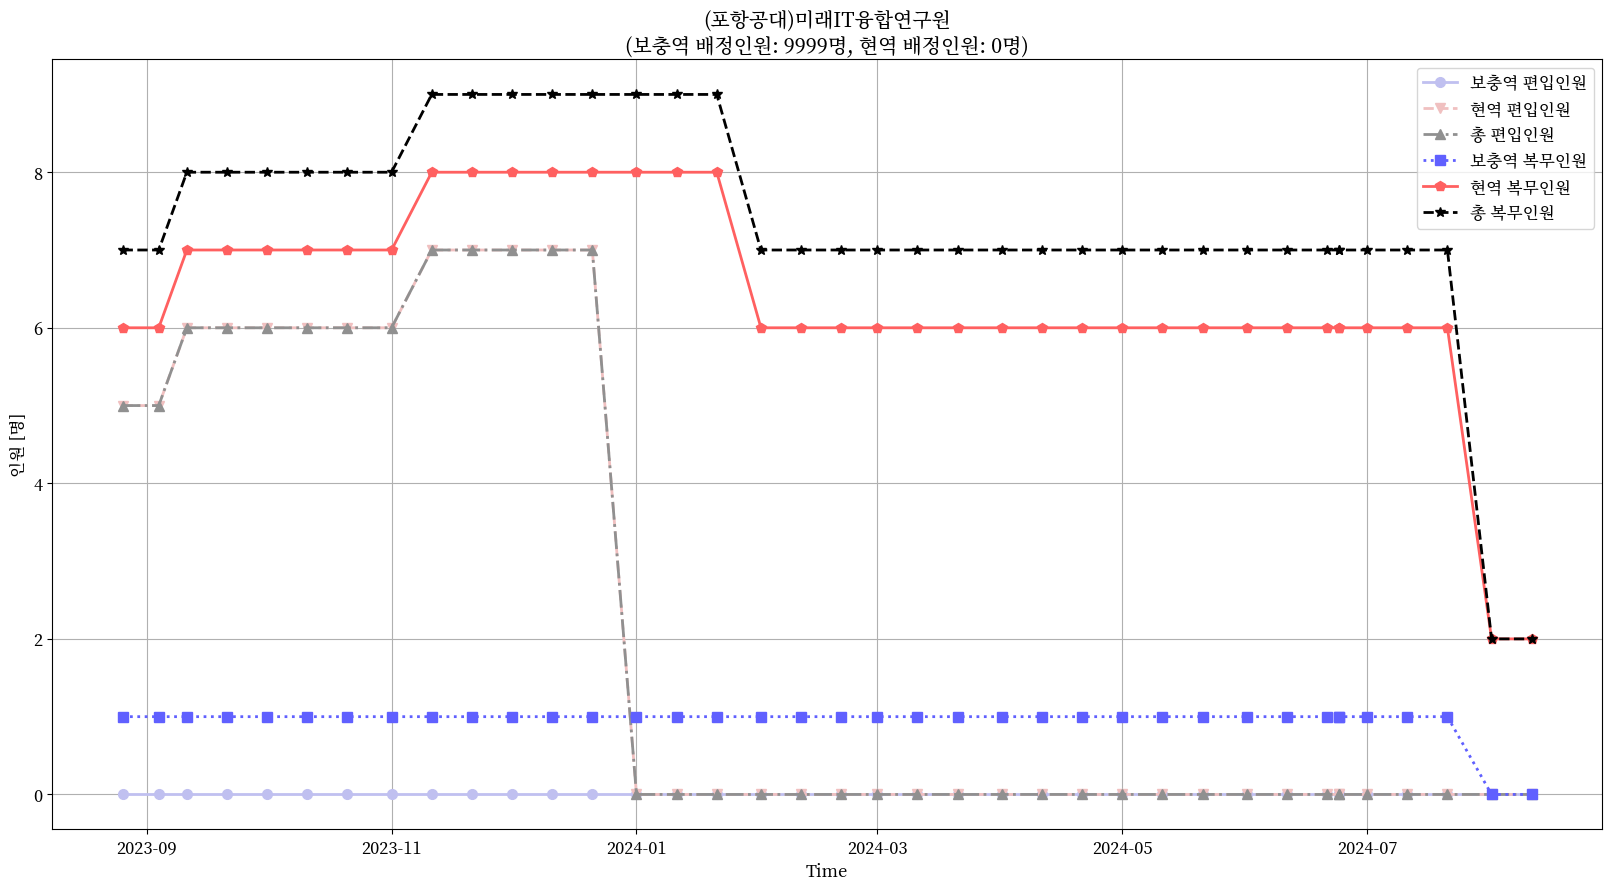 (포항공대)미래IT융합연구원
(보충역 배정인원: 9999명, 현역 배정인원: 0명)
보충역 편입인원
현역 편입인원
총 편입인원
보충역 복무인원
현역 복무인원
총 복무인원
인원 [명]
8
6
4
2
0
2023-09
2023-11
2024-01
2024-03
2024-05
2024-07
Time